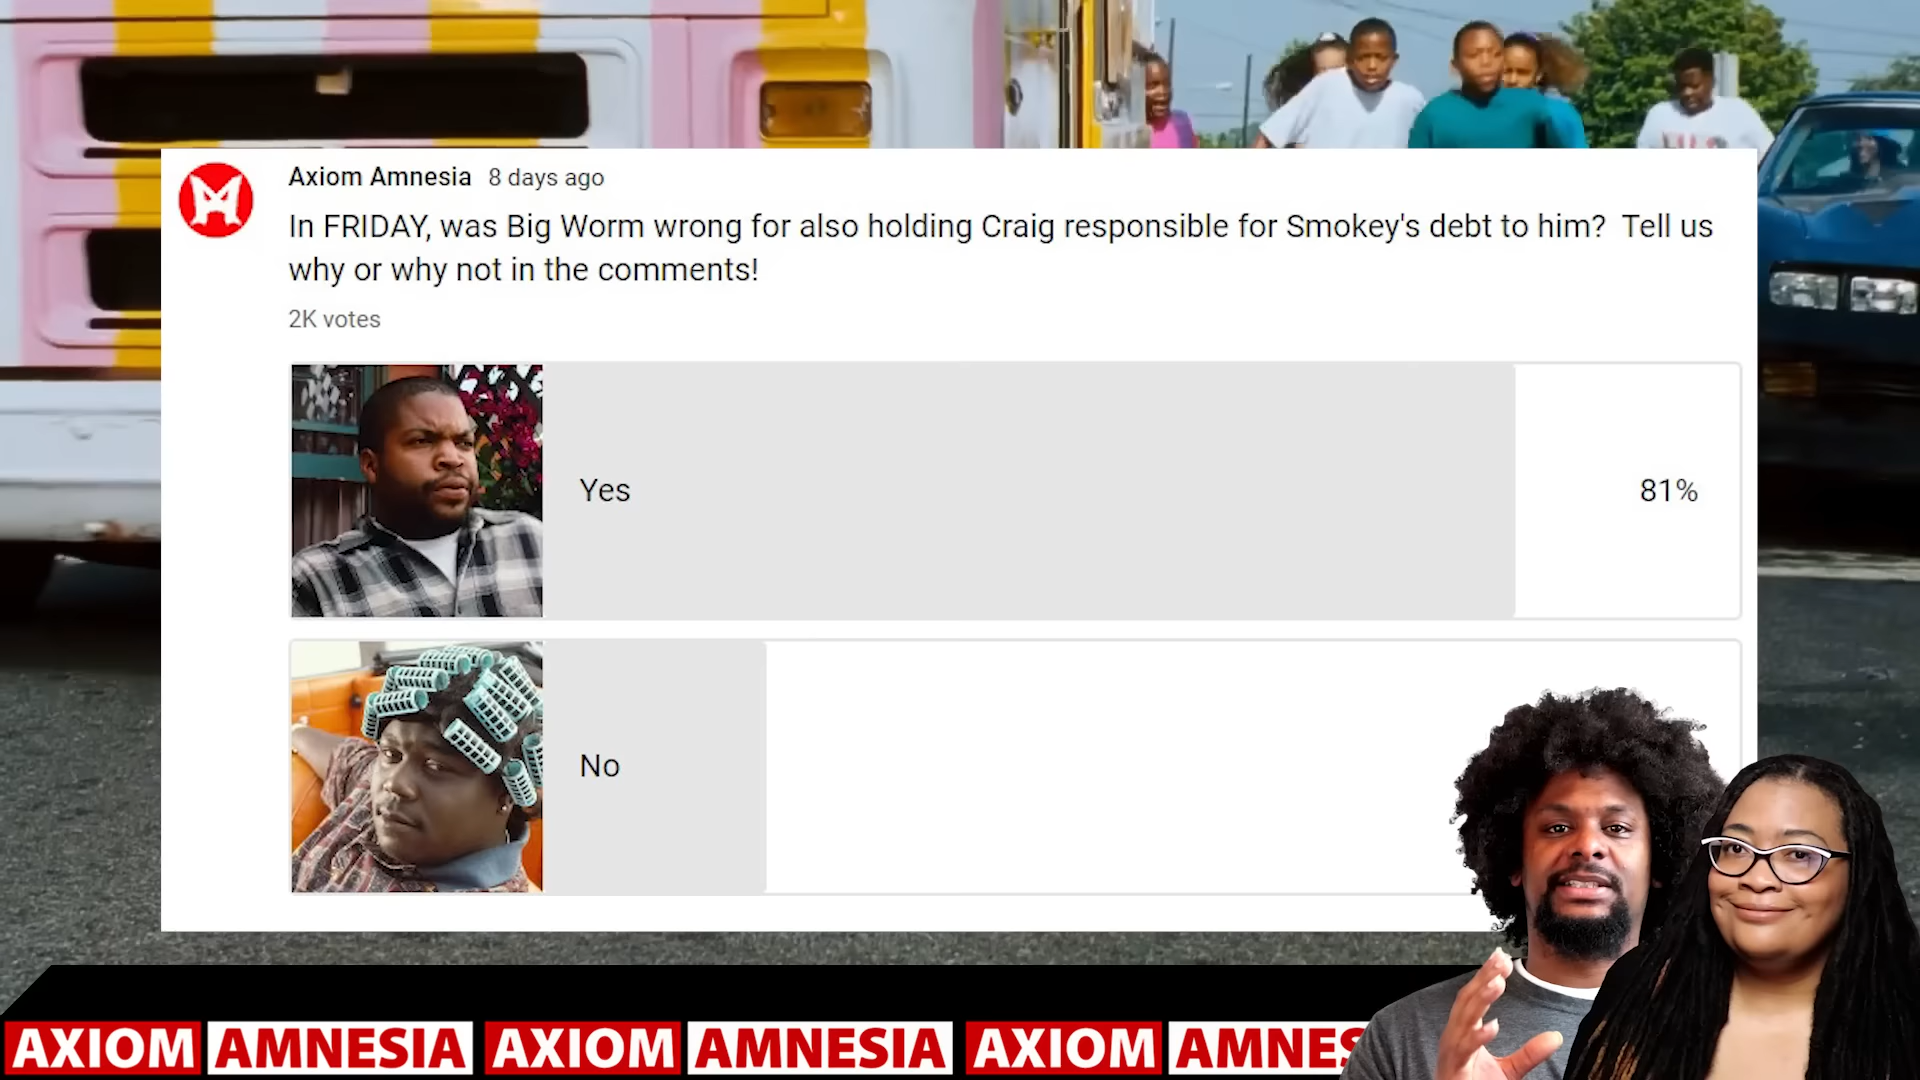 Axiom Amnesia 8 days ago
In FRIDAY, was Big Worm wrong for also holding Craig responsible for Smokey's debt to him? Tell us
why or why not in the comments!
2K votes
Yes
81%
No
AXIOM AMNESIA AXIOM AMNESIA AXIOM AMNES